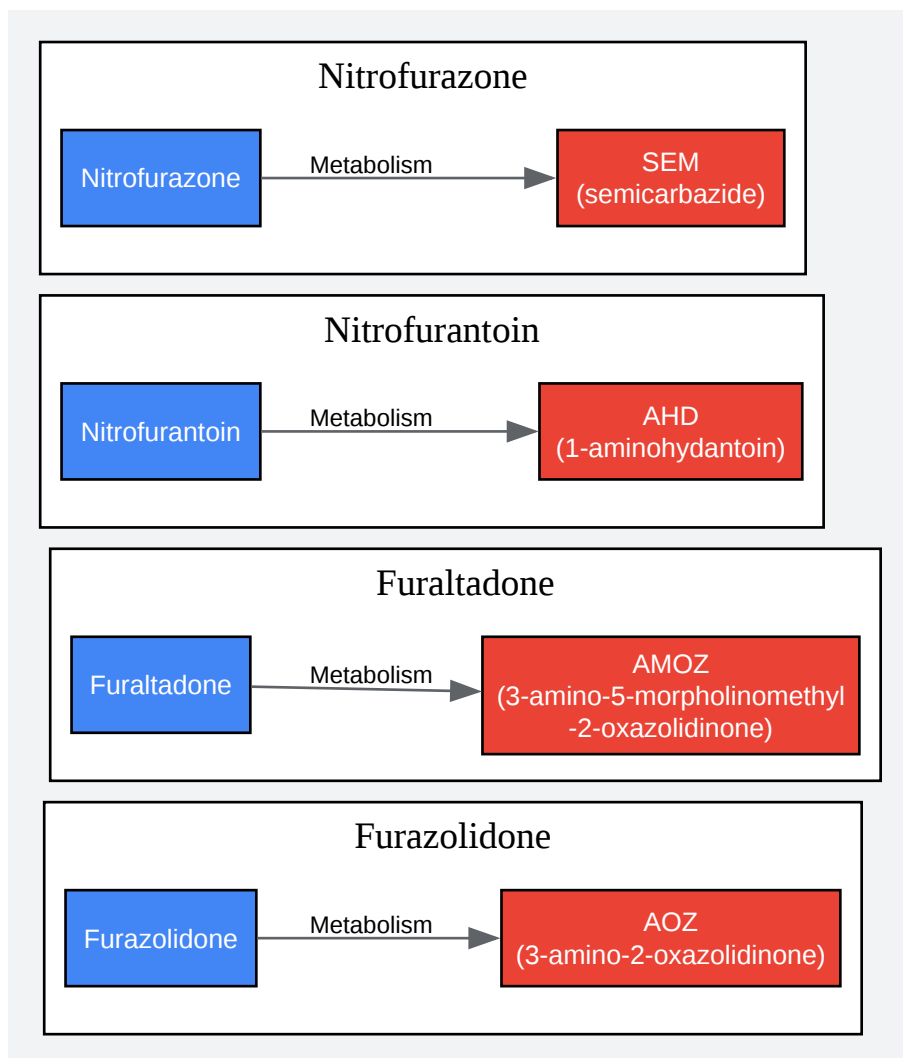 Nitrofurazone
Nitrofurazone
Metabolism
SEM
(semicarbazide)
Nitrofurantoin
Nitrofurantoin
Metabolism
AHD
(1-aminohydantoin)
Furaltadone
Furaltadone
Metabolism
AMOZ
(3-amino-5-morpholinomethyl
-2-oxazolidinone)
Furazolidone
Furazolidone
Metabolism
AOZ
(3-amino-2-oxazolidinone)